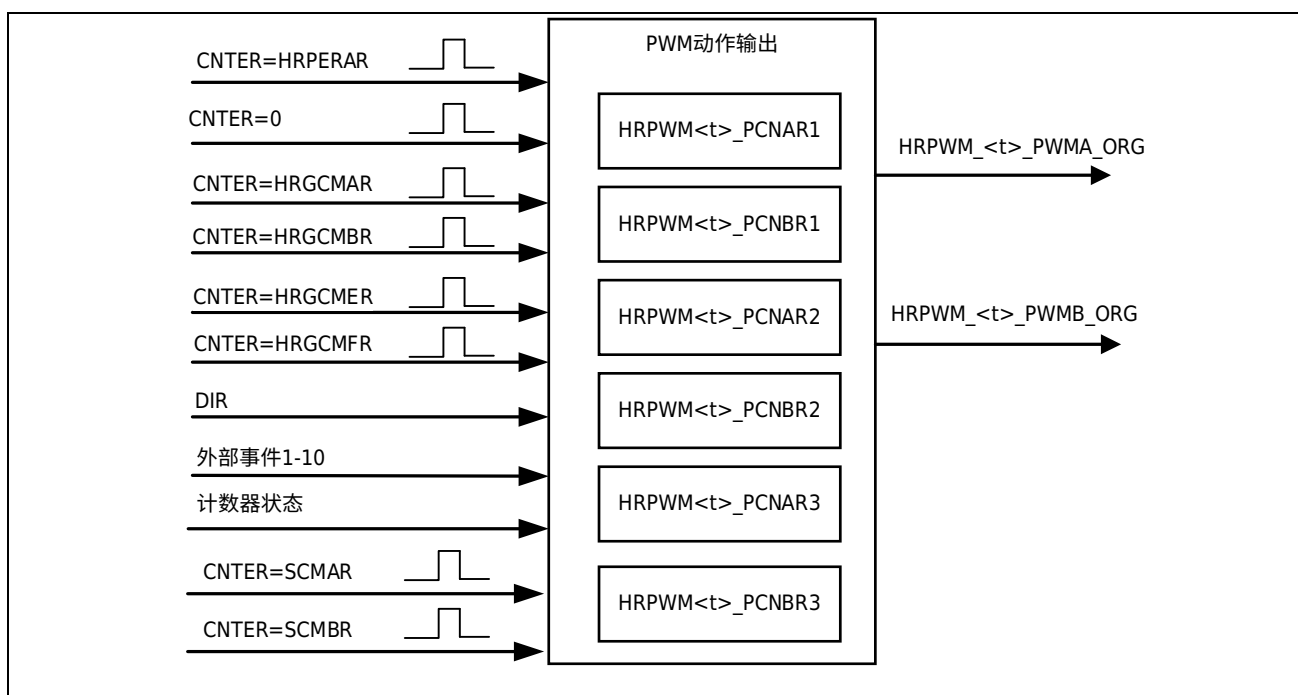 CNTER=HRPERAR
CNTER=0
CNTER=HRGCMAR
CNTER=HRGCMBR
CNTER=HRGCMER
CNTER=HRGCMFR
DIR
外部事件1-10
计数器状态
CNTER=SCMAR
CNTER=SCMBR
PWM动作输出
HRPWM<t>_PCNAR1
HRPWM<t>_PCNBR1
HRPWM<t>_PCNAR2
HRPWM<t>_PCNBR2
HRPWM<t>_PCNAR3
HRPWM<t>_PCNBR3
HRPWM_<t>_PWMA_ORG
HRPWM_<t>_PWMB_ORG